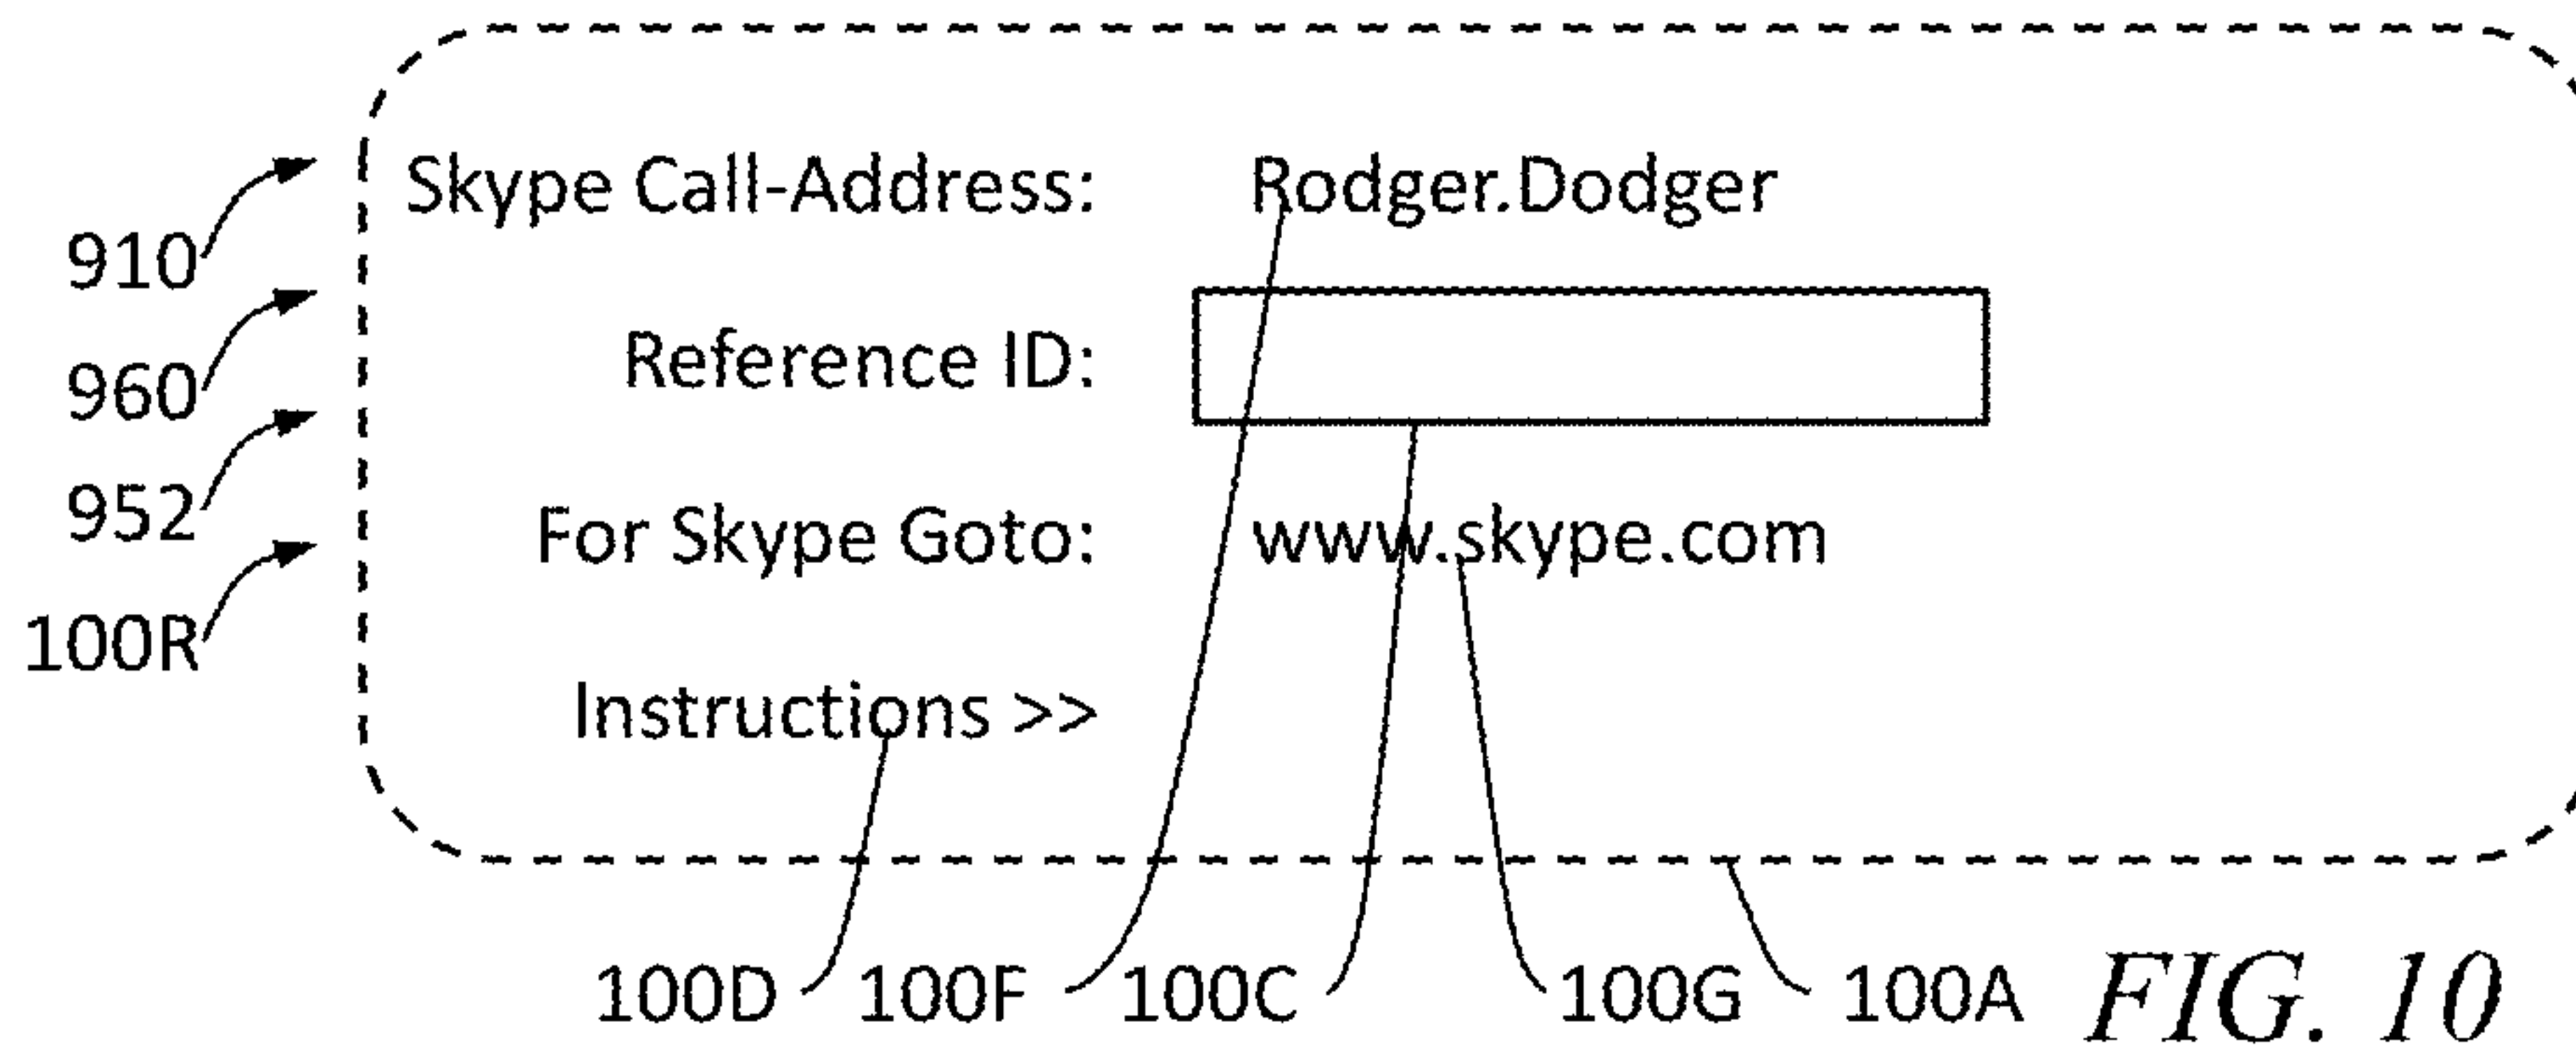 Skype Call-Address: Rodger.Dodger
910
960
Reference ID:
952
For Skype Goto: www.skype.com
100R
Instructions >>
100D 100F 100C 100G 100A FIG. 10